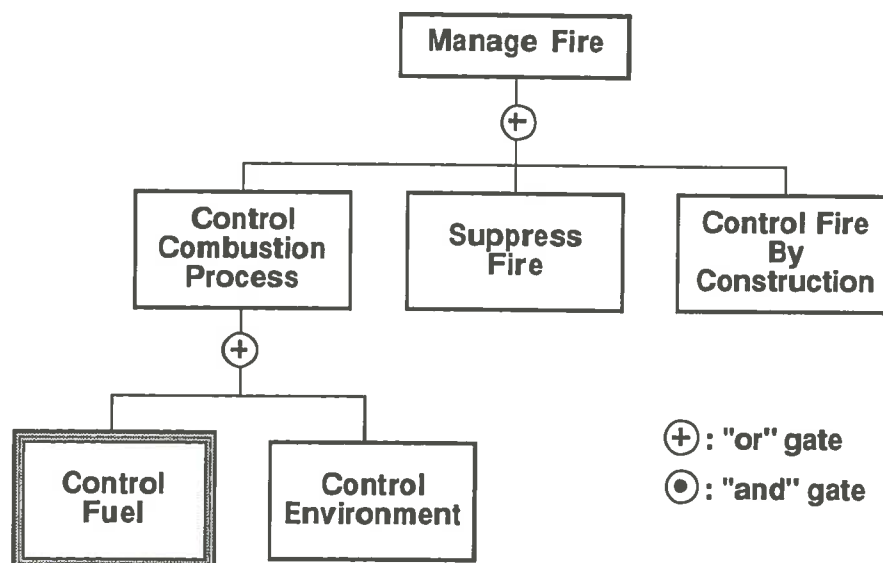 Manage Fire
Control
Combustion
Process
Suppress
Fire
Control Fire
By
Construction
Control
Fuel
Control
Environment
+ : "or" gate
• : "and" gate